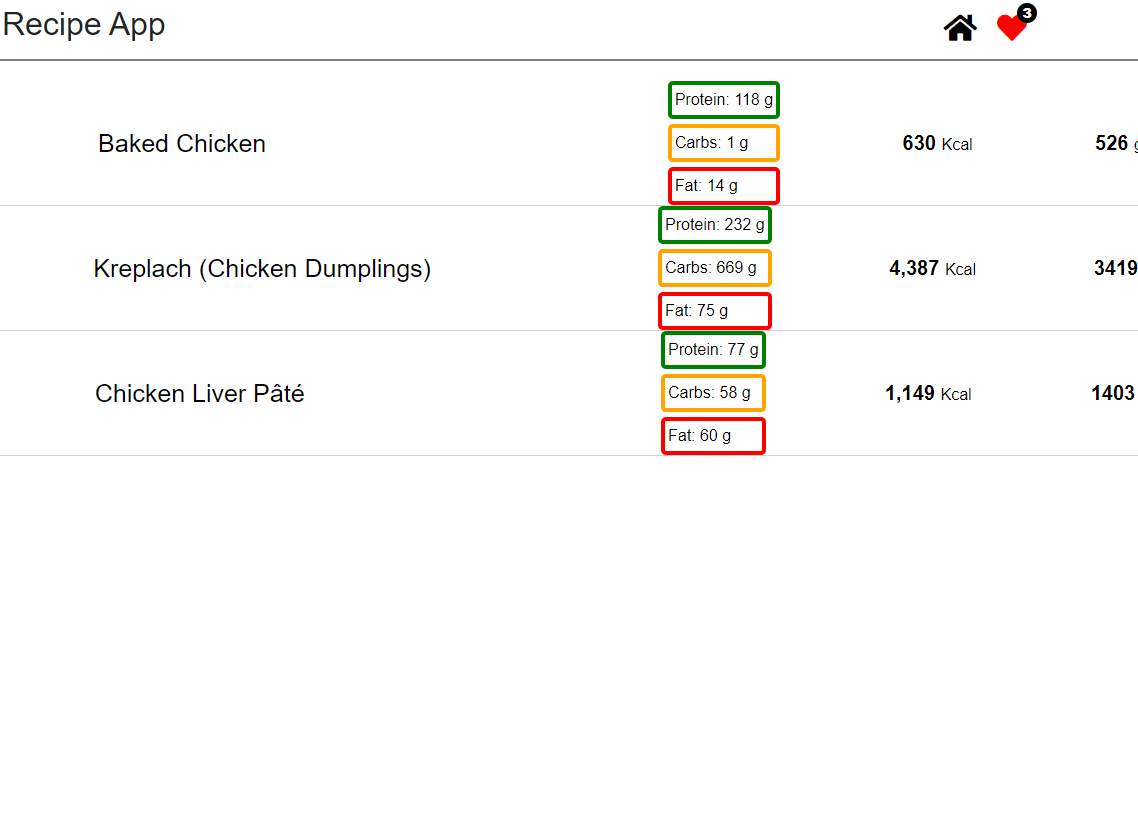 Recipe App
3
Protein: 118 g
Baked Chicken
Carbs: 1 g
630 Kcal
526 g
Fat: 14 g
Protein: 232 g
Kreplach (Chicken Dumplings)
Carbs: 669 g
4,387 Kcal
3419
Fat: 75 g
Protein: 77 g
Chicken Liver Pâté
Carbs: 58 g
1,149 Kcal
1403
Fat: 60 g